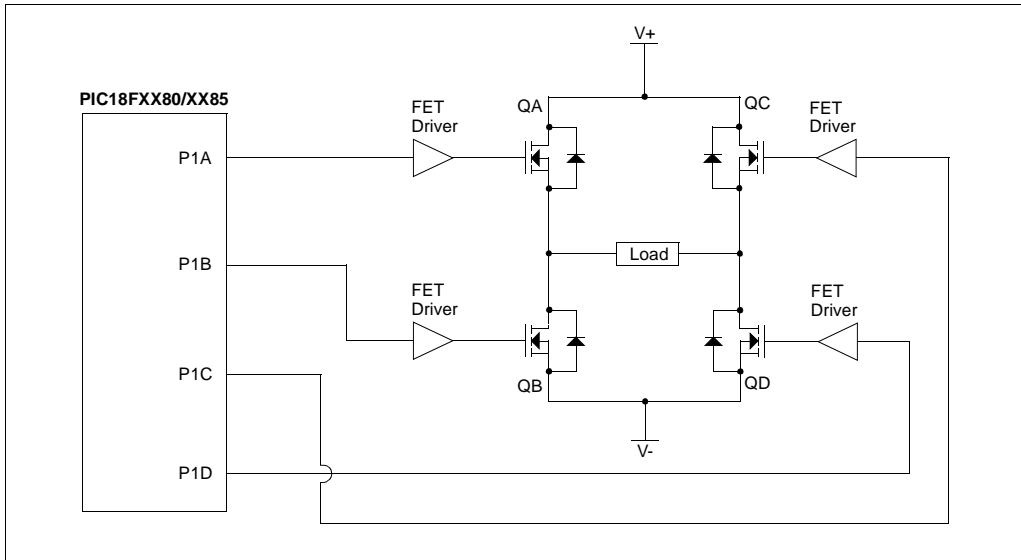 V+
PIC18FXX80/XX85
FET
Driver
QA
QC
FET
Driver
P1A
P1B
FET
Driver
Load
FET
Driver
P1C
QB
QD
V-
P1D